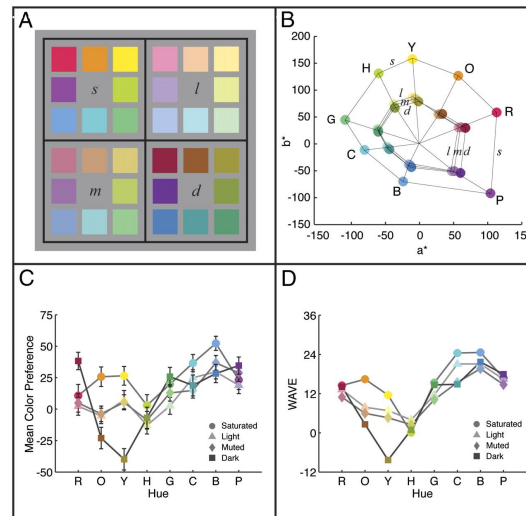 A
s
l
m
d
B
200
150
100
50
0
-50
-100
-150
b*
-150 -100 -50 0 50 100 150
a*
Y
O
R
P
B
C
G
H
s
l
m
d
l m d
s
C
75
50
25
0
-25
-50
Mean Color Preference
R O Y H G C B P
Hue
Saturated
Light
Muted
Dark
D
36
24
12
0
-12
WAVE
R O Y H G C B P
Hue
Saturated
Light
Muted
Dark